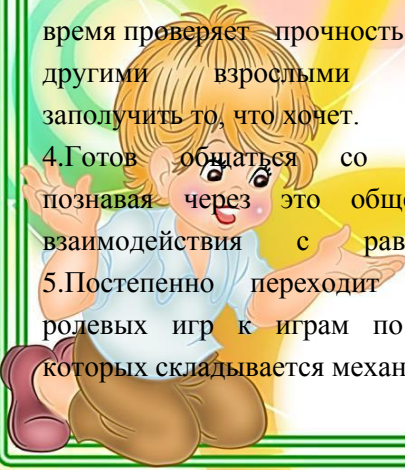 время проверяет прочность
другими взрослыми
заполучить то, что хочет.
4.Готов общаться со
познавая через это общ
взаимодействия с рав
5.Постепенно переходит
ролевых игр к играм по
которых складывается механ